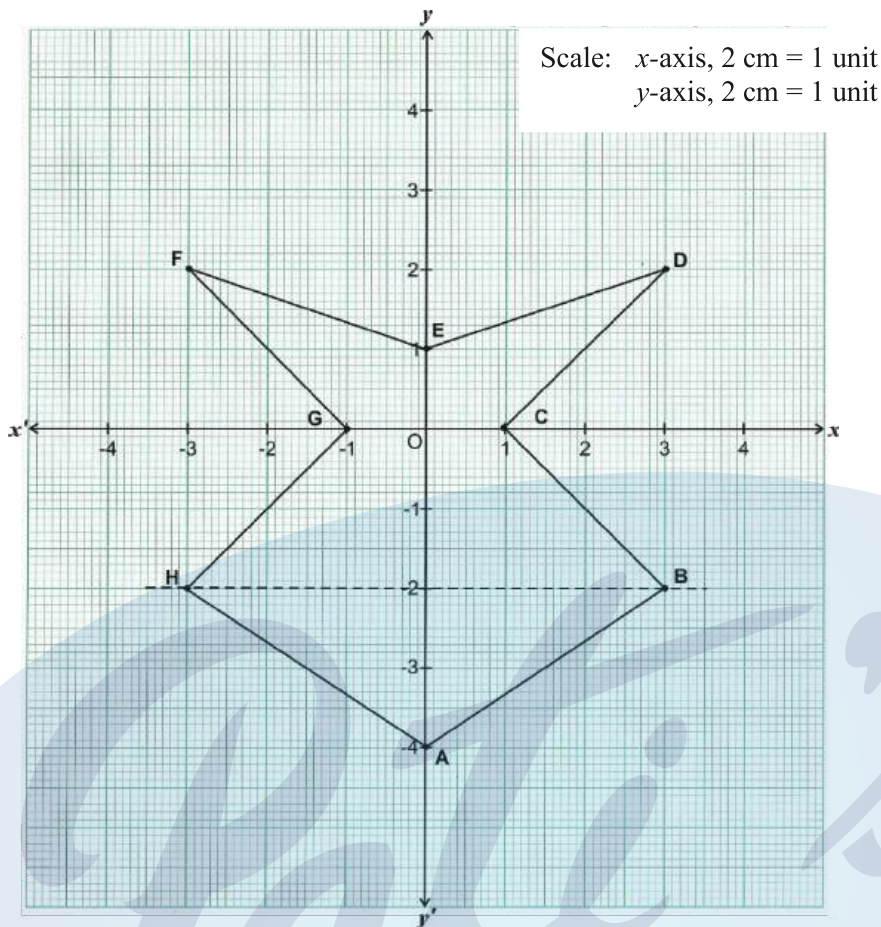 y
Scale: x-axis, 2 cm = 1 unit
y-axis, 2 cm = 1 unit
4
3
F 2 D
E
1
G C
x' -4 -3 -2 -1 O 1 2 3 4 x
-1
H -2 B
-3
-4 A
y'